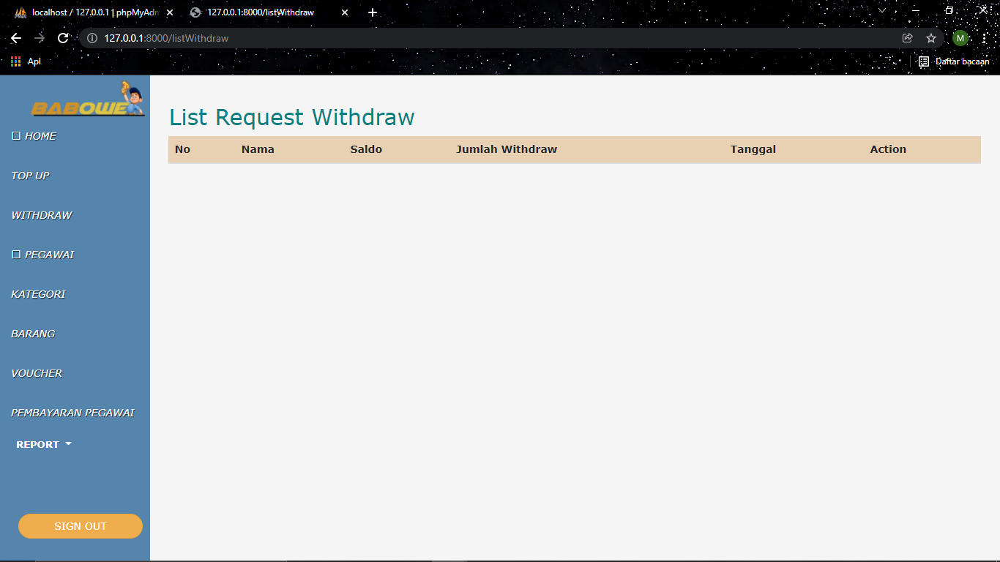 localhost / 127.0.0.1 | phpMyAdm
127.0.0.1:8000/listWithdraw
127.0.0.1:8000/listWithdraw
M
Apl
Daftar bacaan
BABOWE
HOME
TOP UP
WITHDRAW
PEGAWAI
KATEGORI
BARANG
VOUCHER
PEMBAYARAN PEGAWAI
REPORT
SIGN OUT
List Request Withdraw
No Nama Saldo Jumlah Withdraw Tanggal Action